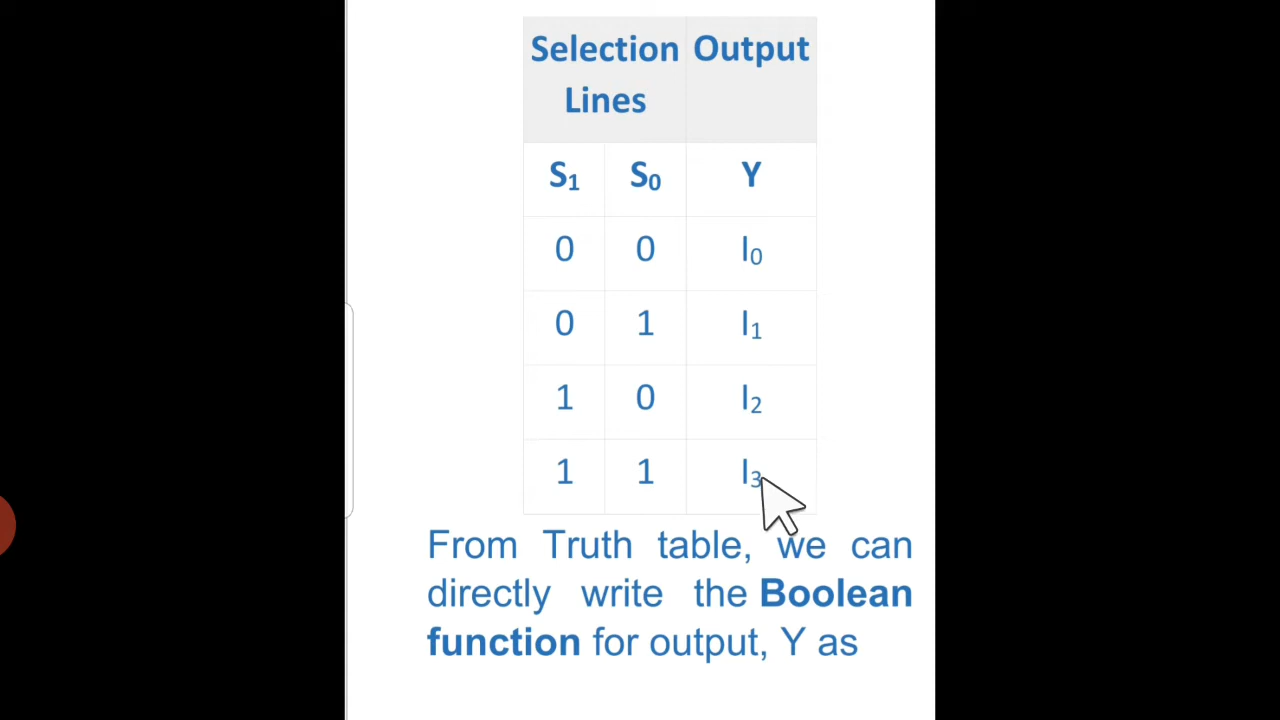 Selection Output
Lines
S₁ S₀ Y
0 0 I₀
0 1 I₁
1 0 I₂
1 1 I₃
From Truth table, we can
directly write the Boolean
function for output, Y as